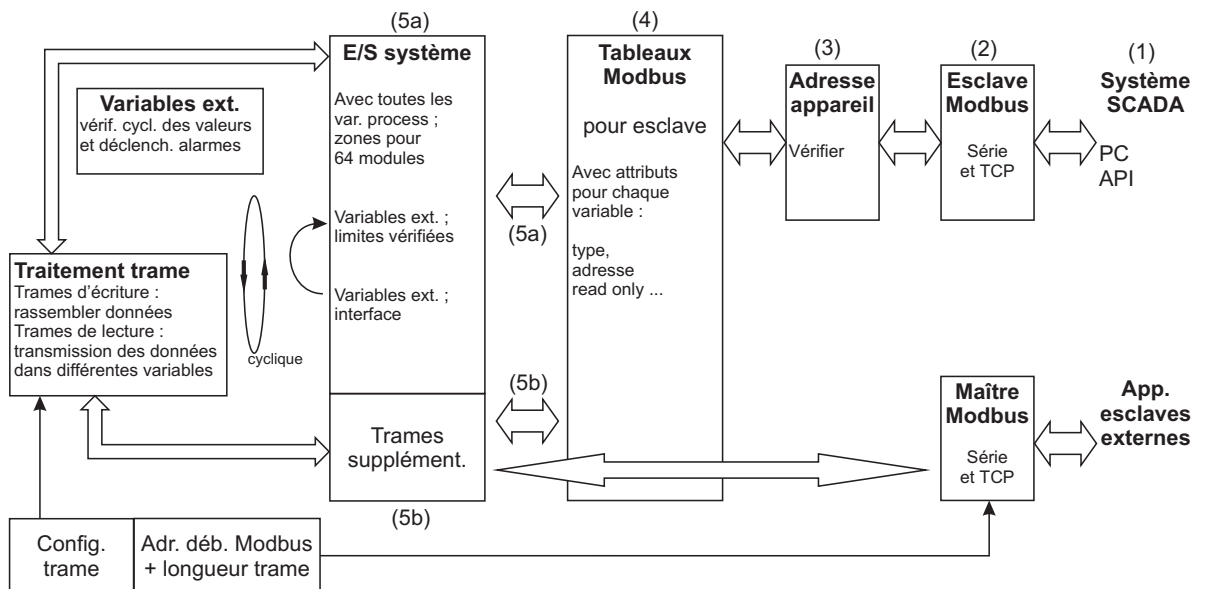 (5a)
E/S système
Avec toutes les
var. process ;
zones pour
64 modules
Variables ext. ;
limites vérifiées
Variables ext. ;
interface
Variables ext.
vérif. cycl. des valeurs
et déclench. alarmes
Traitement trame
Trames d'écriture :
rassembler données
Trames de lecture :
transmission des données
dans différentes variables
cyclique
Trames
supplément.
(5b)
(5a)
(5b)
(4)
Tableaux
Modbus
pour esclave
Avec attributs
pour chaque
variable :
type,
adresse
read only ...
(3)
Adresse
appareil
Vérifier
(2)
Esclave
Modbus
Série
et TCP
(1)
Système
SCADA
PC
API
Maître
Modbus
Série
et TCP
App.
esclaves
externes
Config.
trame
Adr. déb. Modbus
+ longueur trame